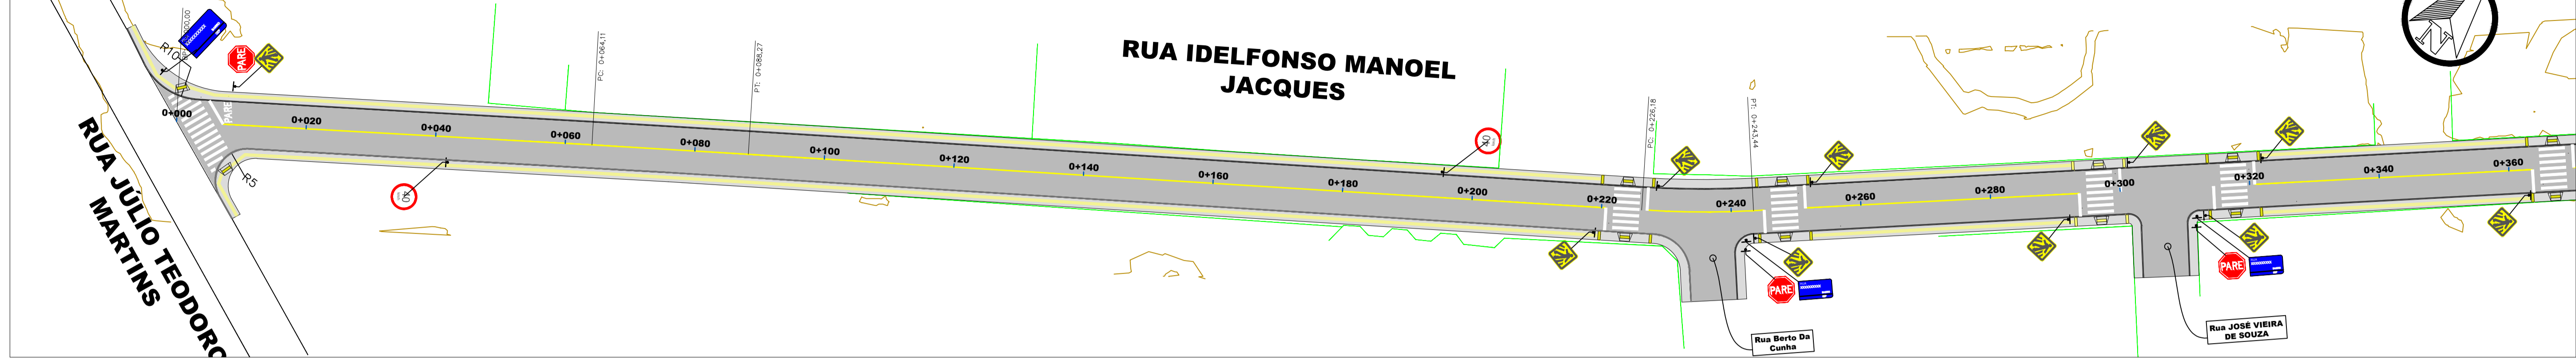 RUA IDELFONSO MANOEL
JACQUES
RUA JÚLIO TEODORO
MARTINS
R10
R5
PARE
PARE
0+000
0+020
0+040
0+060
0+080
0+100
0+120
0+140
0+160
0+180
0+200
0+220
0+240
0+260
0+280
0+300
0+320
0+340
0+360
PC: 0+064,11
PT: 0+088,27
PC: 0+226,18
PT: 0+243,44
40
40
PARE
PARE
Rua Berto Da
Cunha
Rua JOSÉ VIEIRA
DE SOUZA
N